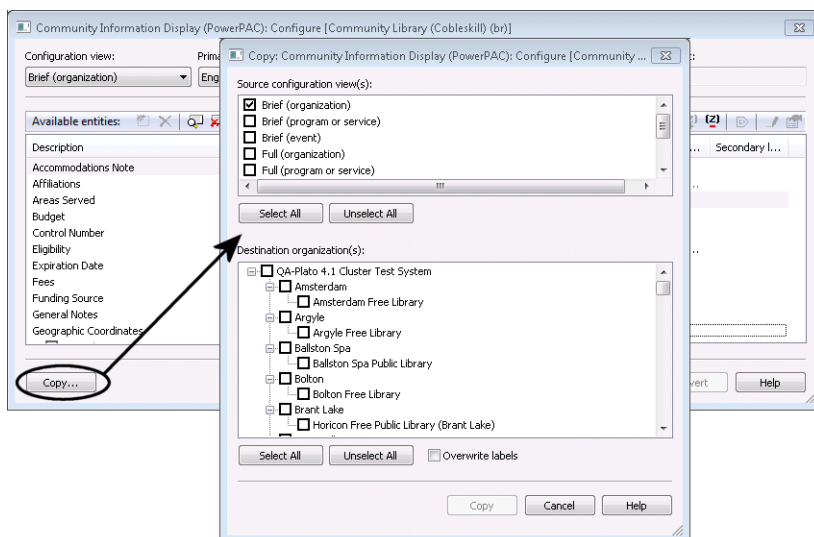 Community Information Display (PowerPAC): Configure [Community Library (Cobleskill) (br)]
Configuration view:
Brief (organization)
Available entities:
Description
Accommodations Note
Affiliations
Areas Served
Budget
Control Number
Eligibility
Expiration Date
Fees
Funding Source
General Notes
Geographic Coordinates
Copy...
... Secondary l...
Help
Copy: Community Information Display (PowerPAC): Configure [Community ...
Source configuration view(s):
Brief (organization)
Brief (program or service)
Brief (event)
Full (organization)
Full (program or service)
Select All Unselect All
Destination organization(s):
QA-Plato 4.1 Cluster Test System
Amsterdam
Amsterdam Free Library
Argyle
Argyle Free Library
Ballston Spa
Ballston Spa Public Library
Bolton
Bolton Free Library
Brant Lake
Horicon Free Public Library (Brant Lake)
Select All Unselect All Overwrite labels
Copy Cancel Help